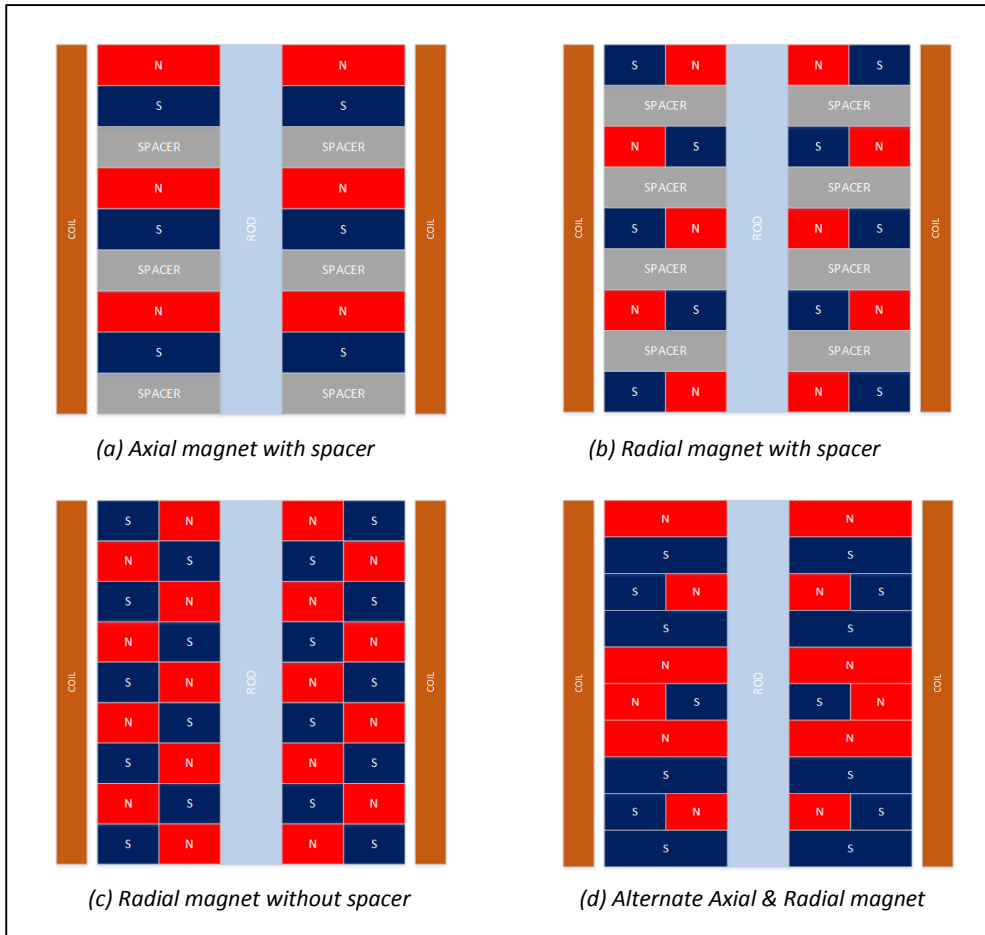 N N
S S
SPACER SPACER
N N
S S
SPACER SPACER
N N
S S
SPACER SPACER
COIL ROD COIL
(a) Axial magnet with spacer
S N N S
SPACER SPACER
N S S N
SPACER SPACER
S N N S
SPACER SPACER
N S S N
SPACER SPACER
S N N S
COIL ROD COIL
(b) Radial magnet with spacer
S N N S
N S S N
S N N S
N S S N
S N N S
N S S N
S N N S
N S S N
S N N S
COIL ROD COIL
(c) Radial magnet without spacer
N N
S S
S N N S
S S
N N
N S S N
N N
S S
S N N S
S S
COIL ROD COIL
(d) Alternate Axial & Radial magnet